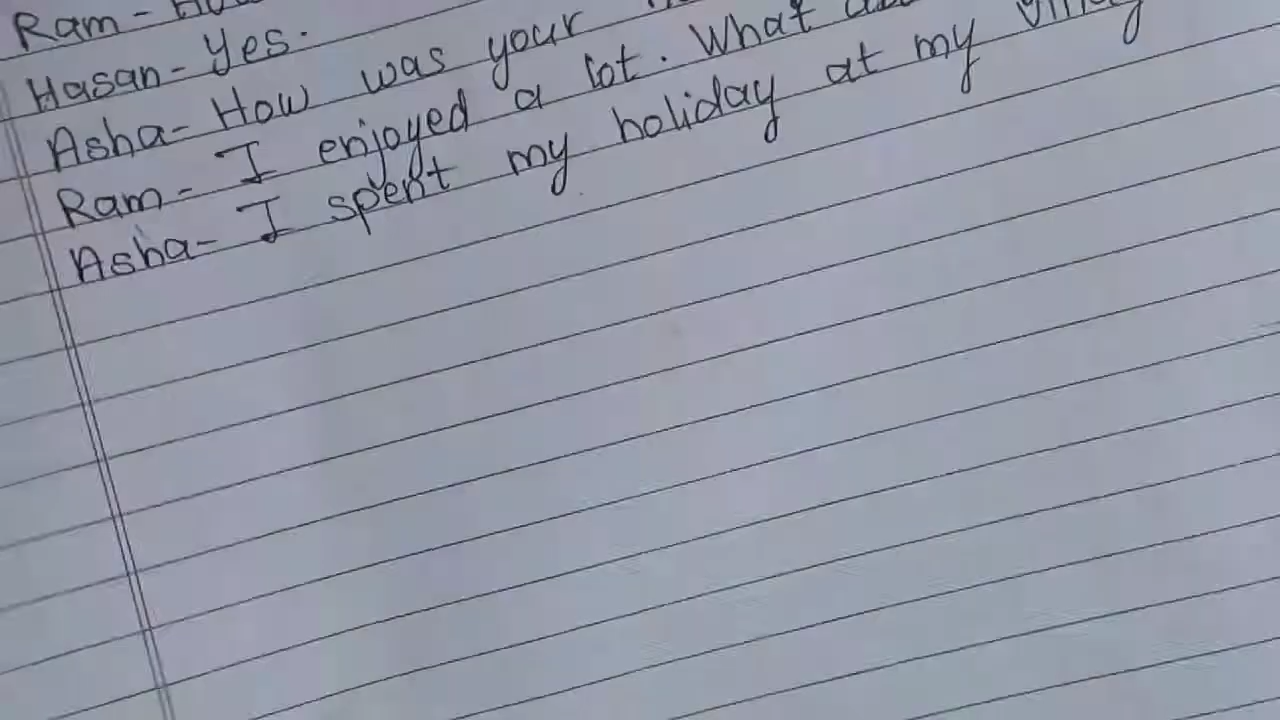 Ram -
Hasan - Yes.
Asha - How was your
Ram - I enjoyed a lot. What
Asha - I spent my holiday at my